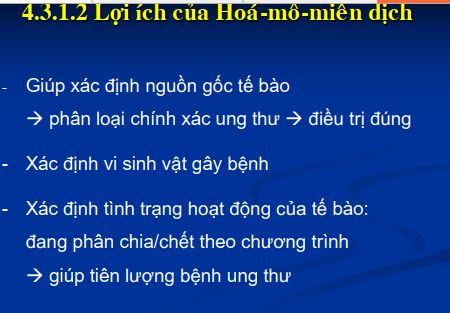 4.3.1.2 Lợi ích của Hoá-mô-miễn dịch
- Giúp xác định nguồn gốc tế bào
→ phân loại chính xác ung thư → điều trị đúng
- Xác định vi sinh vật gây bệnh
- Xác định tình trạng hoạt động của tế bào:
đang phân chia/chết theo chương trình
→ giúp tiên lượng bệnh ung thư